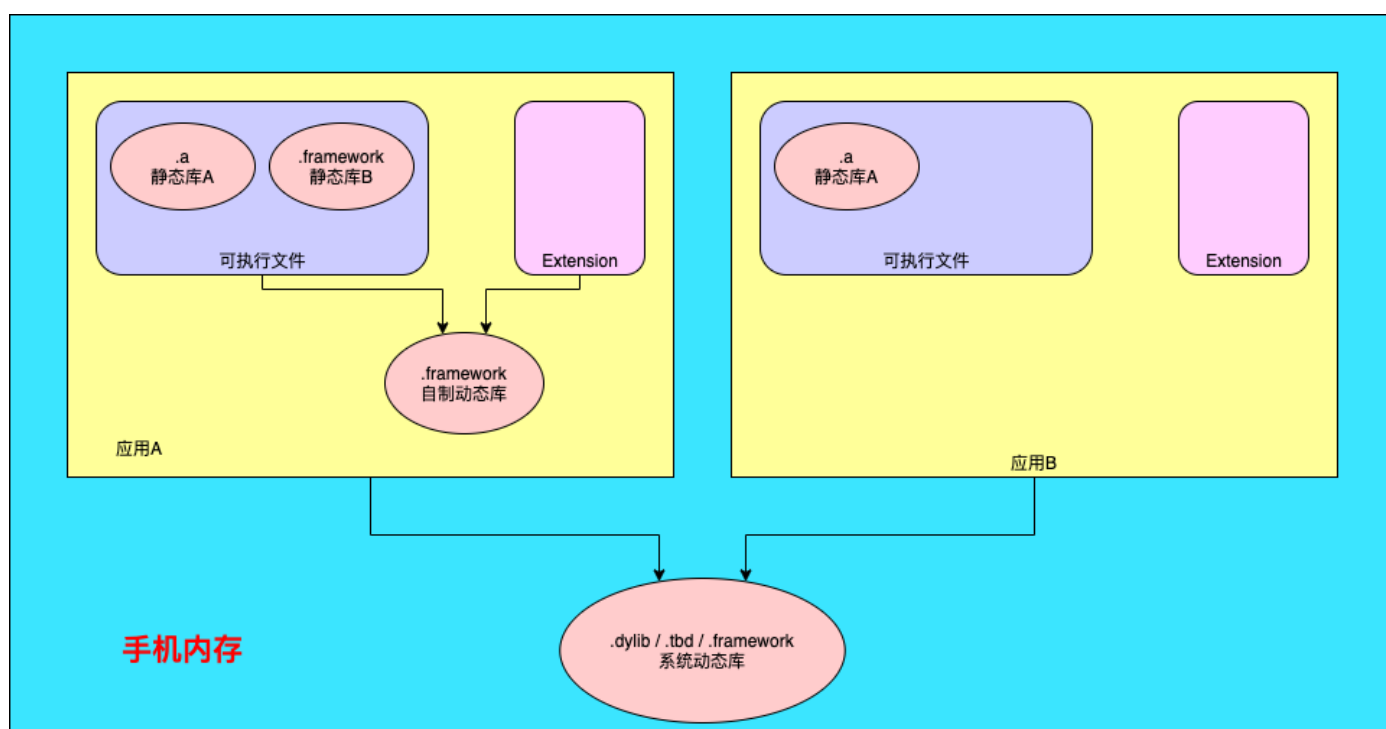 .a
静态库A
.framework
静态库B
可执行文件
Extension
.framework
自制动态库
应用A
.a
静态库A
可执行文件
Extension
应用B
手机内存
.dylib / .tbd / .framework
系统动态库